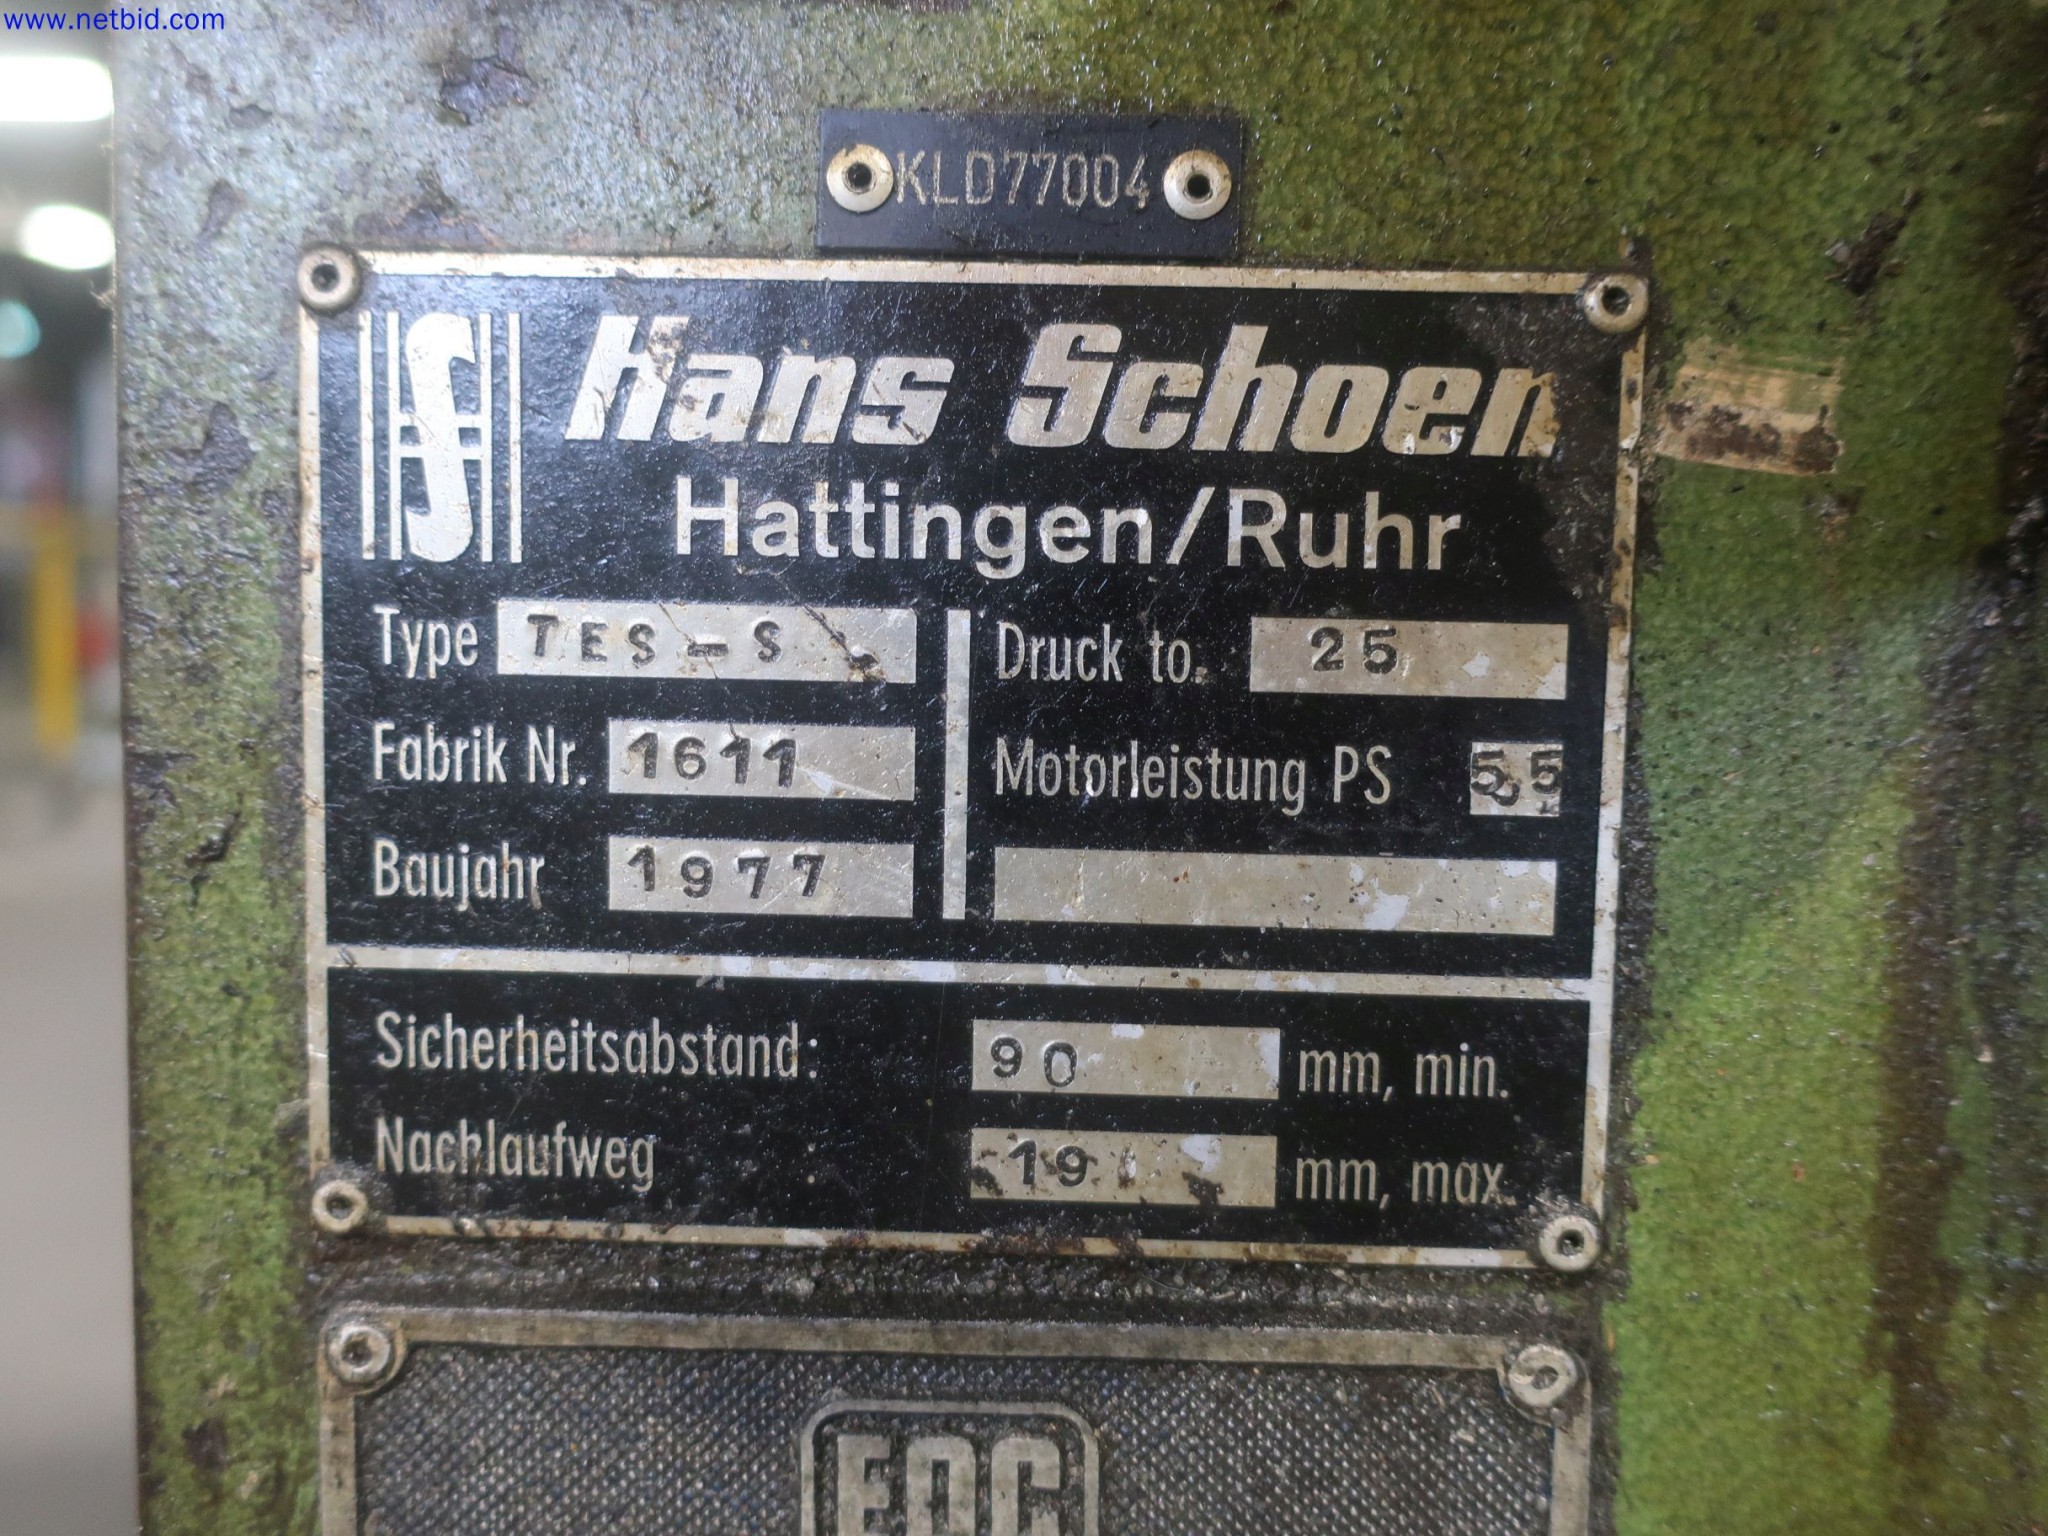 www.netbid.com
KLD77004
Hans Schoen
Hattingen/Ruhr
Type TES-S
Fabrik Nr. 1611
Baujahr 1977
Druck to. 25
Motorleistung PS 5,5
Sicherheitsabstand: 90 mm, min.
Nachlaufweg : 19 mm, max.